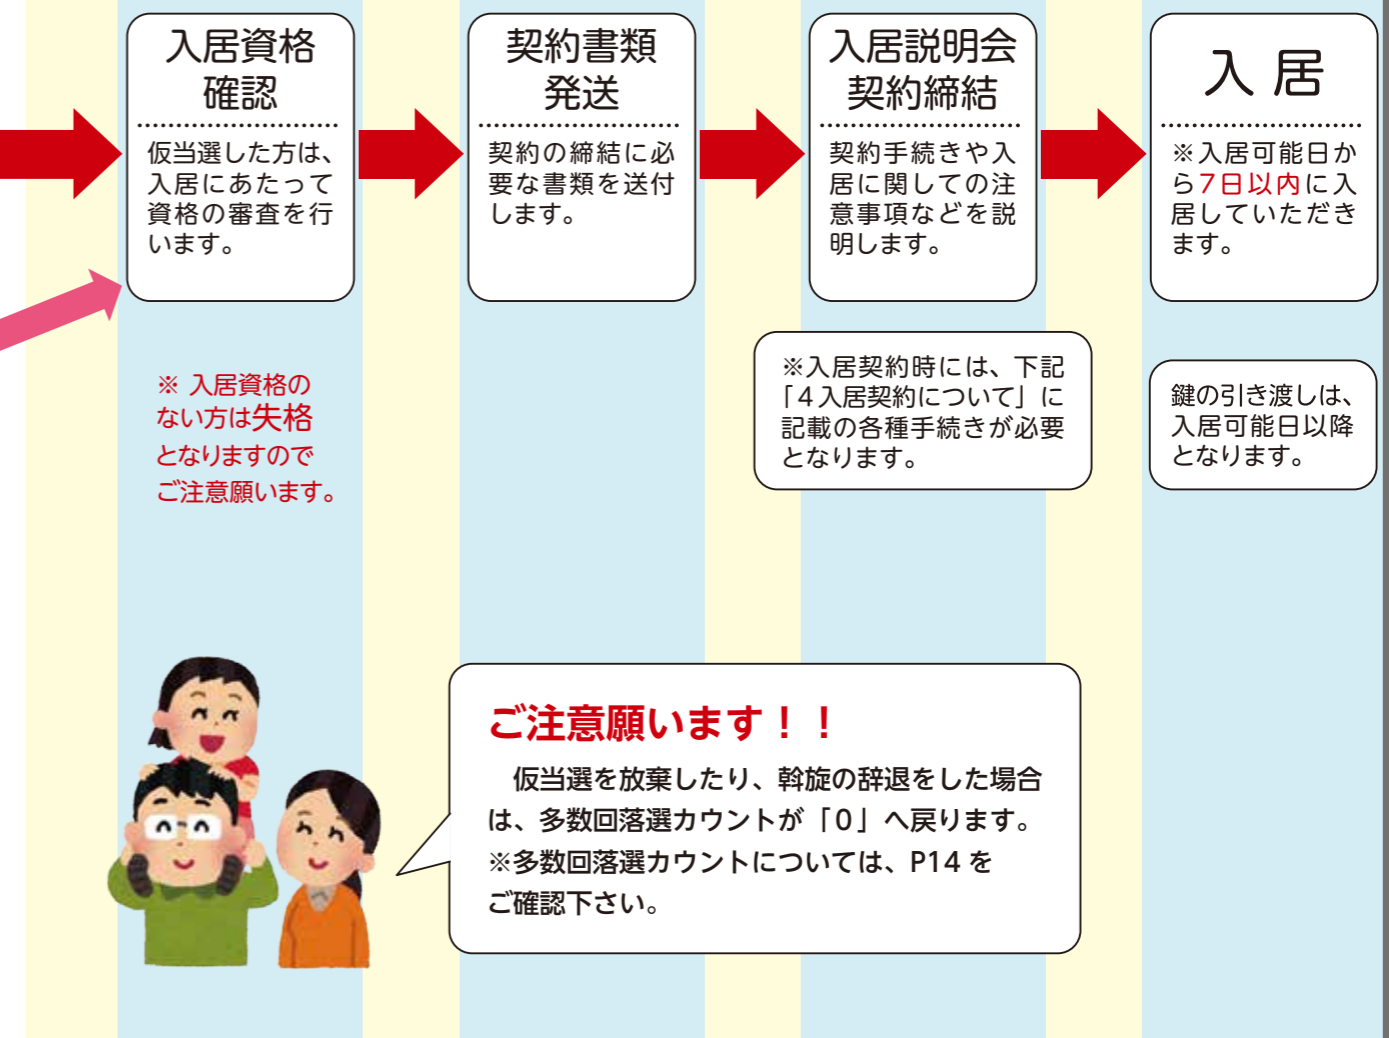 入居資格
確認
仮当選した方は、
入居にあたって
資格の審査を行
います。
※ 入居資格の
ない方は失格
となりますので
ご注意願います。
契約書類
発送
契約の締結に必
要な書類を送付
します。
入居説明会
契約締結
契約手続きや入
居に関しての注
意事項などを説
明します。
※入居契約時には、下記
「４入居契約について」に
記載の各種手続きが必要
となります。
入 居
※入居可能日か
ら7日以内に入
居していただき
ます。
鍵の引き渡しは、
入居可能日以降
となります。
ご注意願います！！
仮当選を放棄したり、斡旋の辞退をした場合
は、多数回落選カウントが「０」へ戻ります。
※多数回落選カウントについては、P14 を
ご確認下さい。